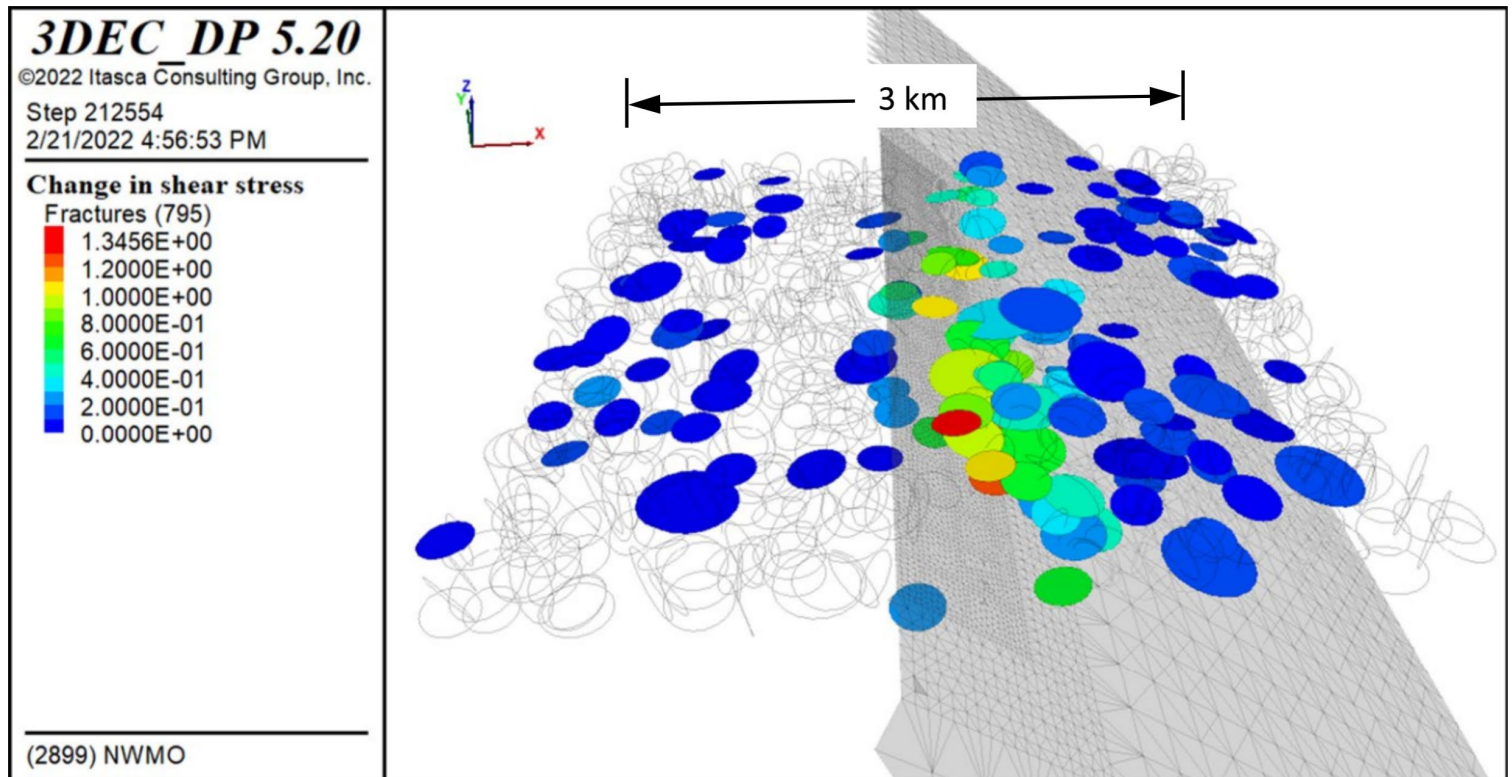 3DEC_DP 5.20
©2022 Itasca Consulting Group, Inc.
Step 212554
2/21/2022 4:56:53 PM
Change in shear stress
Fractures (795)
1.3456E+00
1.2000E+00
1.0000E+00
8.0000E-01
6.0000E-01
4.0000E-01
2.0000E-01
0.0000E+00
(2899) NWMO
Z
Y
X
3 km